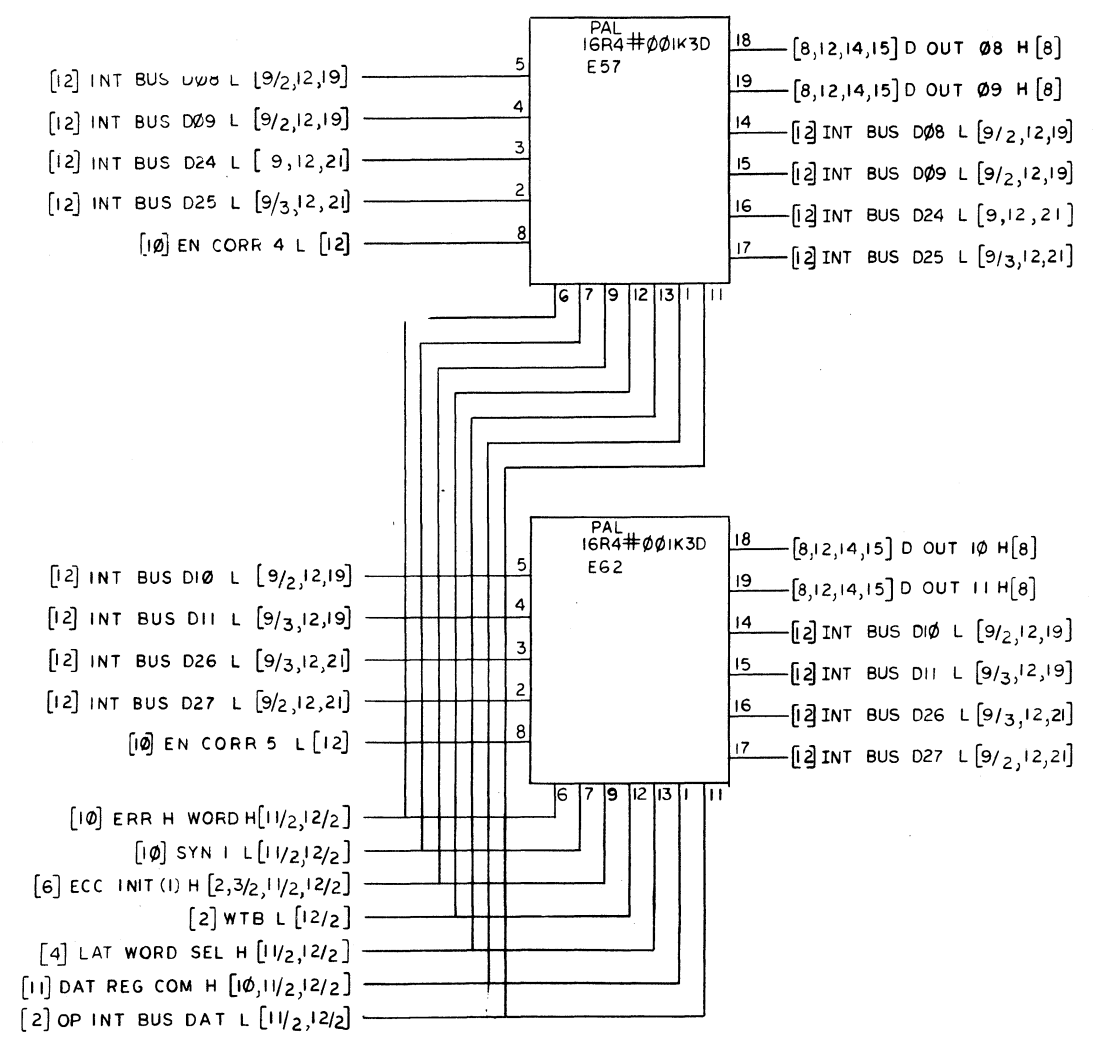 PAL
16R4#ØØ1K3D
E57
[12] INT BUS DØ8 L [9/2,12,19] 5
[12] INT BUS DØ9 L [9/2,12,19] 4
[12] INT BUS D24 L [ 9,12,21] 3
[12] INT BUS D25 L [9/3,12,21] 2
[1Ø] EN CORR 4 L [12] 8
18 [8,12,14,15] D OUT Ø8 H [8]
19 [8,12,14,15] D OUT Ø9 H [8]
14 [12] INT BUS DØ8 L [9/2,12,19]
15 [12] INT BUS DØ9 L [9/2,12,19]
16 [12] INT BUS D24 L [9,12,21 ]
17 [12] INT BUS D25 L [9/3,12,21]
6 7 9 12 13 1 11
PAL
16R4#ØØ1K3D
E62
[12] INT BUS D1Ø L [9/2,12,19] 5
[12] INT BUS D11 L [9/3,12,19] 4
[12] INT BUS D26 L [9/3,12,21] 3
[12] INT BUS D27 L [9/2,12,21] 2
[1Ø] EN CORR 5 L [12] 8
18 [8,12,14,15] D OUT 1Ø H[8]
19 [8,12,14,15] D OUT 11 H[8]
14 [12] INT BUS D1Ø L [9/2,12,19]
15 [12] INT BUS D11 L [9/3,12,19]
16 [12] INT BUS D26 L [9/3,12,21]
17 [12] INT BUS D27 L [9/2,12,21]
6 7 9 12 13 1 11
[1Ø] ERR H WORD H[11/2,12/2]
[1Ø] SYN 1 L[11/2,12/2]
[6] ECC INIT(1) H [2,3/2,11/2,12/2]
[2] WTB L [12/2]
[4] LAT WORD SEL H [11/2,12/2]
[11] DAT REG COM H [1Ø,11/2,12/2]
[2] OP INT BUS DAT L [11/2,12/2]